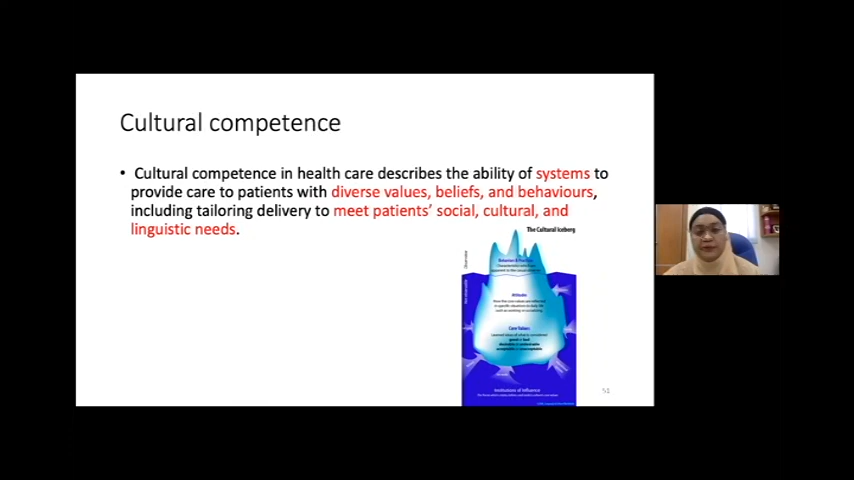 Cultural competence
• Cultural competence in health care describes the ability of systems to
provide care to patients with diverse values, beliefs, and behaviours,
including tailoring delivery to meet patients' social, cultural, and
linguistic needs.
The Cultural Iceberg
Attitudes
Core Values
Institutions of Influence
51